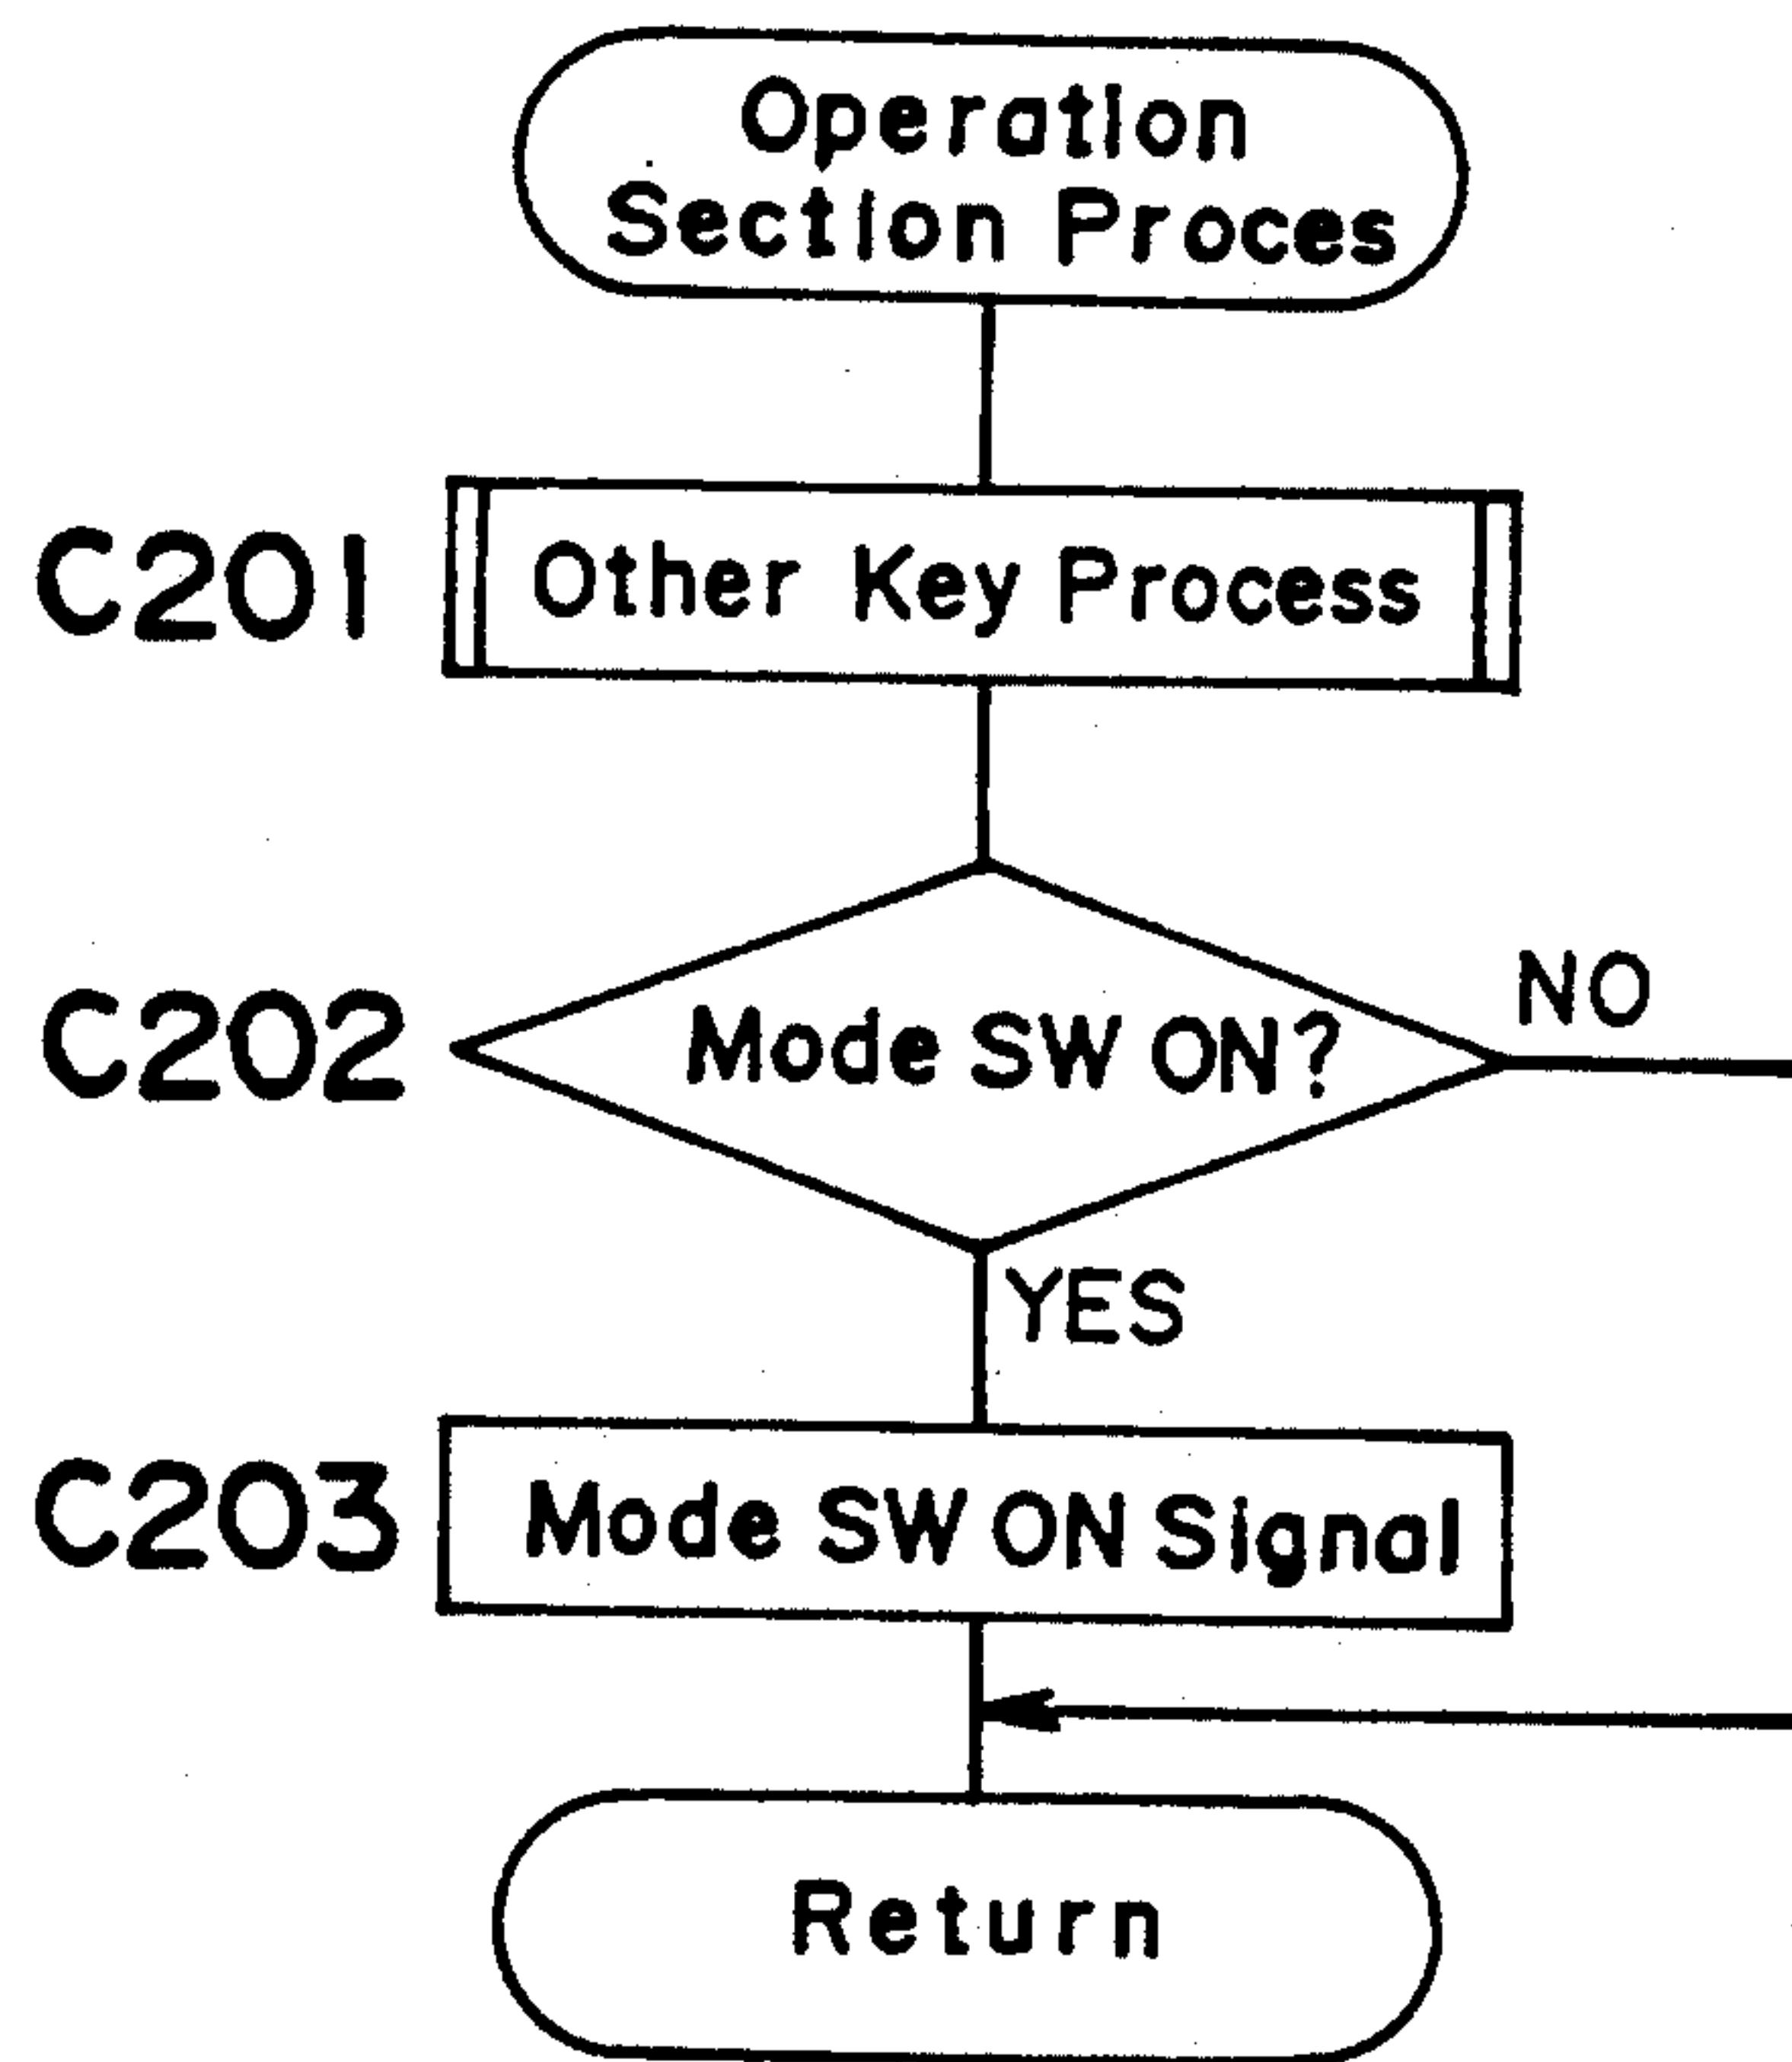 Operation
Section Proces
C201
Other Key Process
C202
Mode SW ON?
NO
YES
C203
Mode SW ON Signal
Return